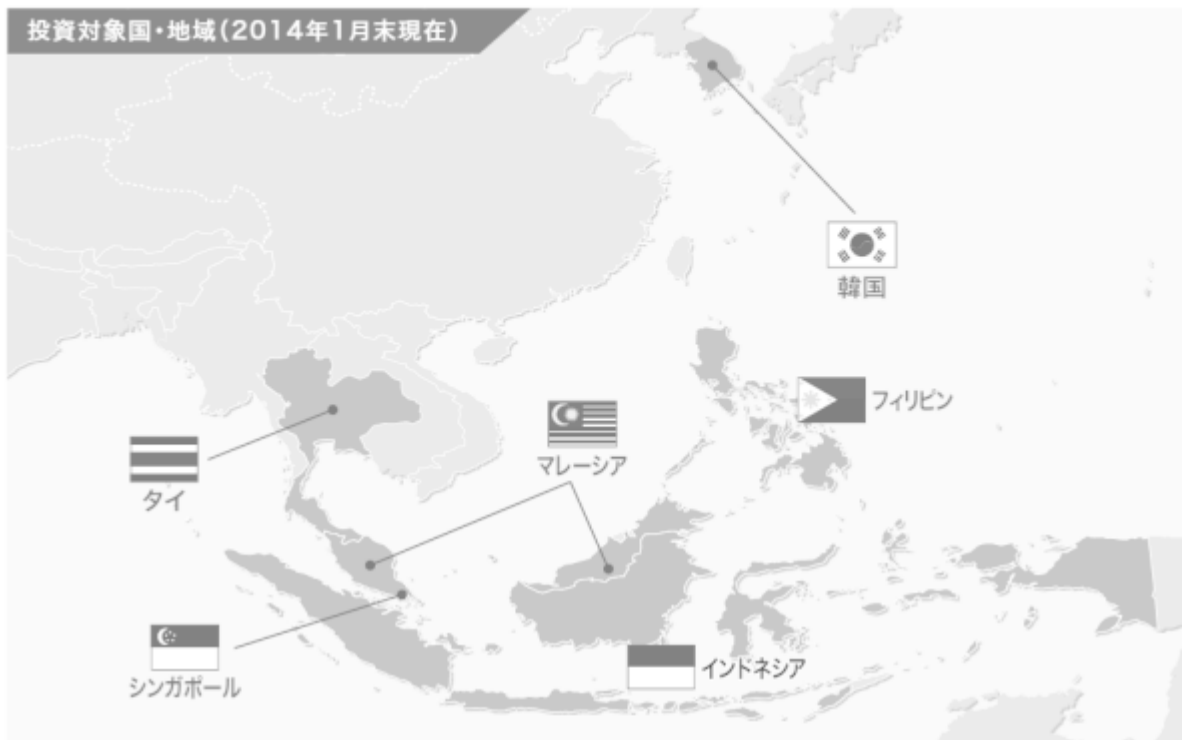 投資対象国・地域(2014年1月末現在)
韓国
フィリピン
マレーシア
タイ
シンガポール
インドネシア